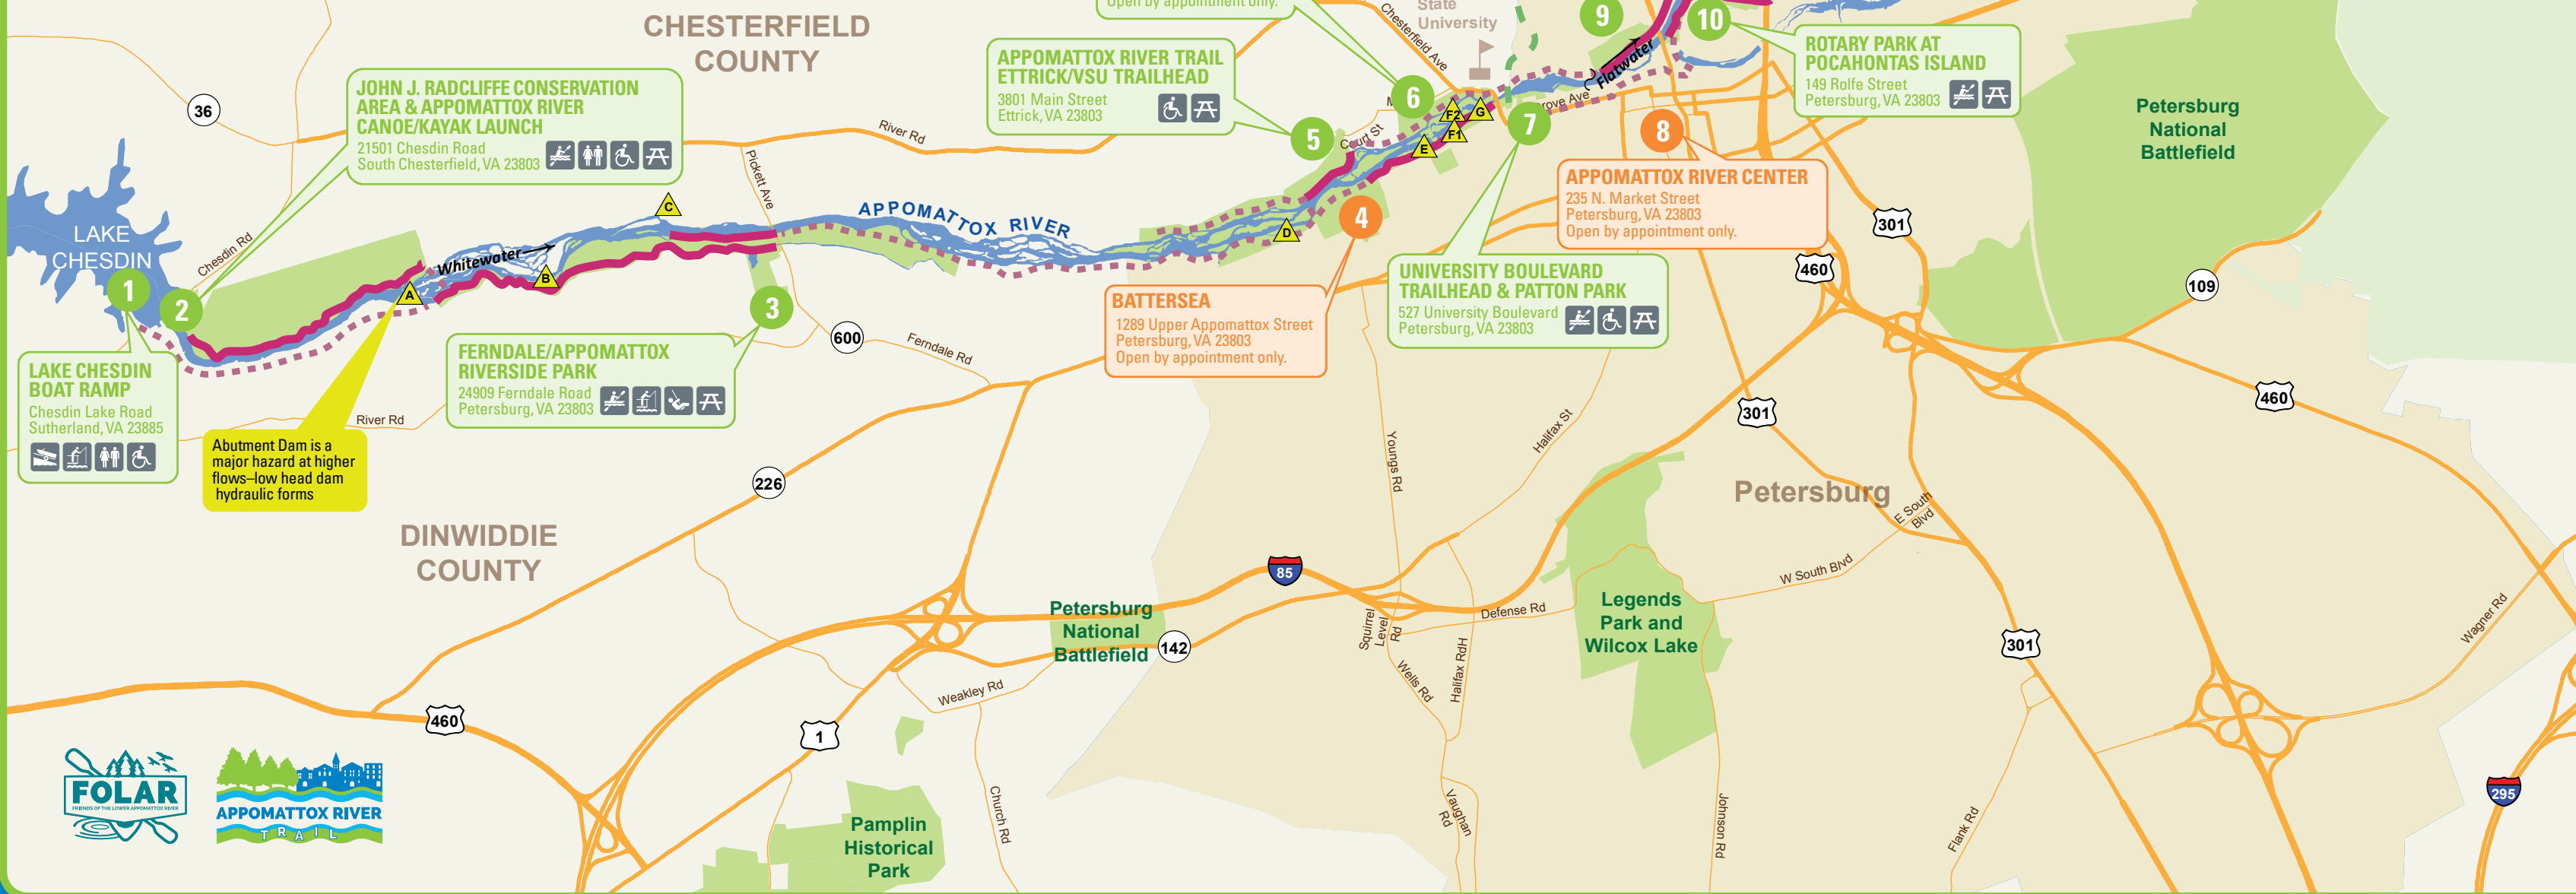 CHESTERFIELD
COUNTY
Open by appointment only.
State
University
Chesterfield Ave
9
10
Flatwater
ROTARY PARK AT
POCAHONTAS ISLAND
149 Rolfe Street
Petersburg, VA 23803
APPOMATTOX RIVER TRAIL
ETTRICK/VSU TRAILHEAD
3801 Main Street
Ettrick, VA 23803
JOHN J. RADCLIFFE CONSERVATION
AREA & APPOMATTOX RIVER
CANOE/KAYAK LAUNCH
21501 Chesdin Road
South Chesterfield, VA 23803
36
River Rd
Pickett Ave
5
Court St
6
F2
G
F1
E
7
8
Petersburg
National
Battlefield
APPOMATTOX RIVER CENTER
235 N. Market Street
Petersburg, VA 23803
Open by appointment only.
301
460
109
LAKE
CHESDIN
Chesdin Rd
1
2
Whitewater
A
B
C
APPOMATTOX RIVER
D
4
3
600
Ferndale Rd
BATTERSEA
1289 Upper Appomattox Street
Petersburg, VA 23803
Open by appointment only.
UNIVERSITY BOULEVARD
TRAILHEAD & PATTON PARK
527 University Boulevard
Petersburg, VA 23803
LAKE CHESDIN
BOAT RAMP
Chesdin Lake Road
Sutherland, VA 23885
FERNDALE/APPOMATTOX
RIVERSIDE PARK
24909 Ferndale Road
Petersburg, VA 23803
River Rd
Abutment Dam is a
major hazard at higher
flows–low head dam
hydraulic forms
226
Youngs Rd
Halifax St
301
460
Petersburg
E South
Blvd
W South Blvd
DINWIDDIE
COUNTY
85
Petersburg
National
Battlefield
142
Squirrel
Level
Rd
Defense Rd
Legends
Park and
Wilcox Lake
Halifax RdH
Wells Rd
301
Wagner Rd
Weakley Rd
460
1
FOLAR
FRIENDS OF THE LOWER APPOMATTOX RIVER
APPOMATTOX RIVER
TRAIL
Pamplin
Historical
Park
Church Rd
Vaughan
Rd
Johnson Rd
Flank Rd
295